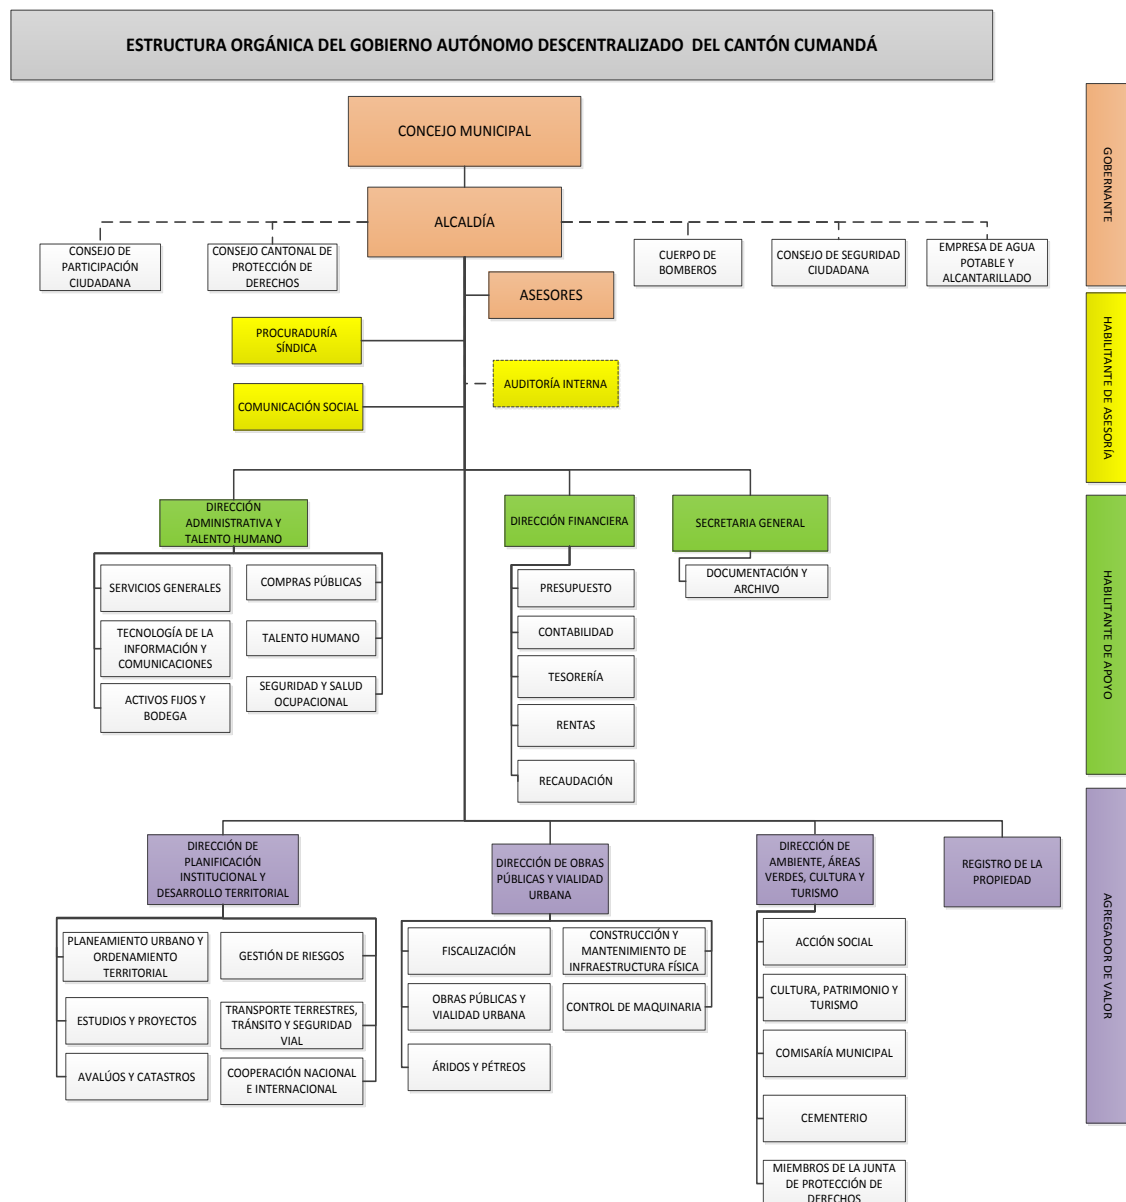 ESTRUCTURA ORGÁNICA DEL GOBIERNO AUTÓNOMO DESCENTRALIZADO DEL CANTÓN CUMANDÁ
CONCEJO MUNICIPAL
ALCALDÍA
CONSEJO DE
PARTICIPACIÓN
CIUDADANA
CONSEJO CANTONAL DE
PROTECCIÓN DE
DERECHOS
CUERPO DE
BOMBEROS
CONSEJO DE SEGURIDAD
CIUDADANA
EMPRESA DE AGUA
POTABLE Y
ALCANTARILLADO
ASESORES
GOBERNANTE
PROCURADURÍA
SÍNDICA
AUDITORÍA INTERNA
COMUNICACIÓN SOCIAL
HABILITANTE DE ASESORÍA
DIRECCIÓN
ADMINISTRATIVA Y
TALENTO HUMANO
DIRECCIÓN FINANCIERA
SECRETARIA GENERAL
SERVICIOS GENERALES
TECNOLOGÍA DE LA
INFORMACIÓN Y
COMUNICACIONES
ACTIVOS FIJOS Y
BODEGA
COMPRAS PÚBLICAS
TALENTO HUMANO
SEGURIDAD Y SALUD
OCUPACIONAL
PRESUPUESTO
CONTABILIDAD
TESORERÍA
RENTAS
RECAUDACIÓN
DOCUMENTACIÓN Y
ARCHIVO
HABILITANTE DE APOYO
DIRECCIÓN DE
PLANIFICACIÓN
INSTITUCIONAL Y
DESARROLLO TERRITORIAL
DIRECCIÓN DE OBRAS
PÚBLICAS Y VIALIDAD
URBANA
DIRECCIÓN DE
AMBIENTE, ÁREAS
VERDES, CULTURA Y
TURISMO
REGISTRO DE LA
PROPIEDAD
PLANEAMIENTO URBANO Y
ORDENAMIENTO
TERRITORIAL
ESTUDIOS Y PROYECTOS
AVALÚOS Y CATASTROS
GESTIÓN DE RIESGOS
TRANSPORTE TERRESTRES,
TRÁNSITO Y SEGURIDAD
VIAL
COOPERACIÓN NACIONAL
E INTERNACIONAL
FISCALIZACIÓN
OBRAS PÚBLICAS Y
VIALIDAD URBANA
ÁRIDOS Y PÉTREOS
CONSTRUCCIÓN Y
MANTENIMIENTO DE
INFRAESTRUCTURA FÍSICA
CONTROL DE MAQUINARIA
ACCIÓN SOCIAL
CULTURA, PATRIMONIO Y
TURISMO
COMISARÍA MUNICIPAL
CEMENTERIO
MIEMBROS DE LA JUNTA
DE PROTECCIÓN DE
DERECHOS
AGREGADOR DE VALOR